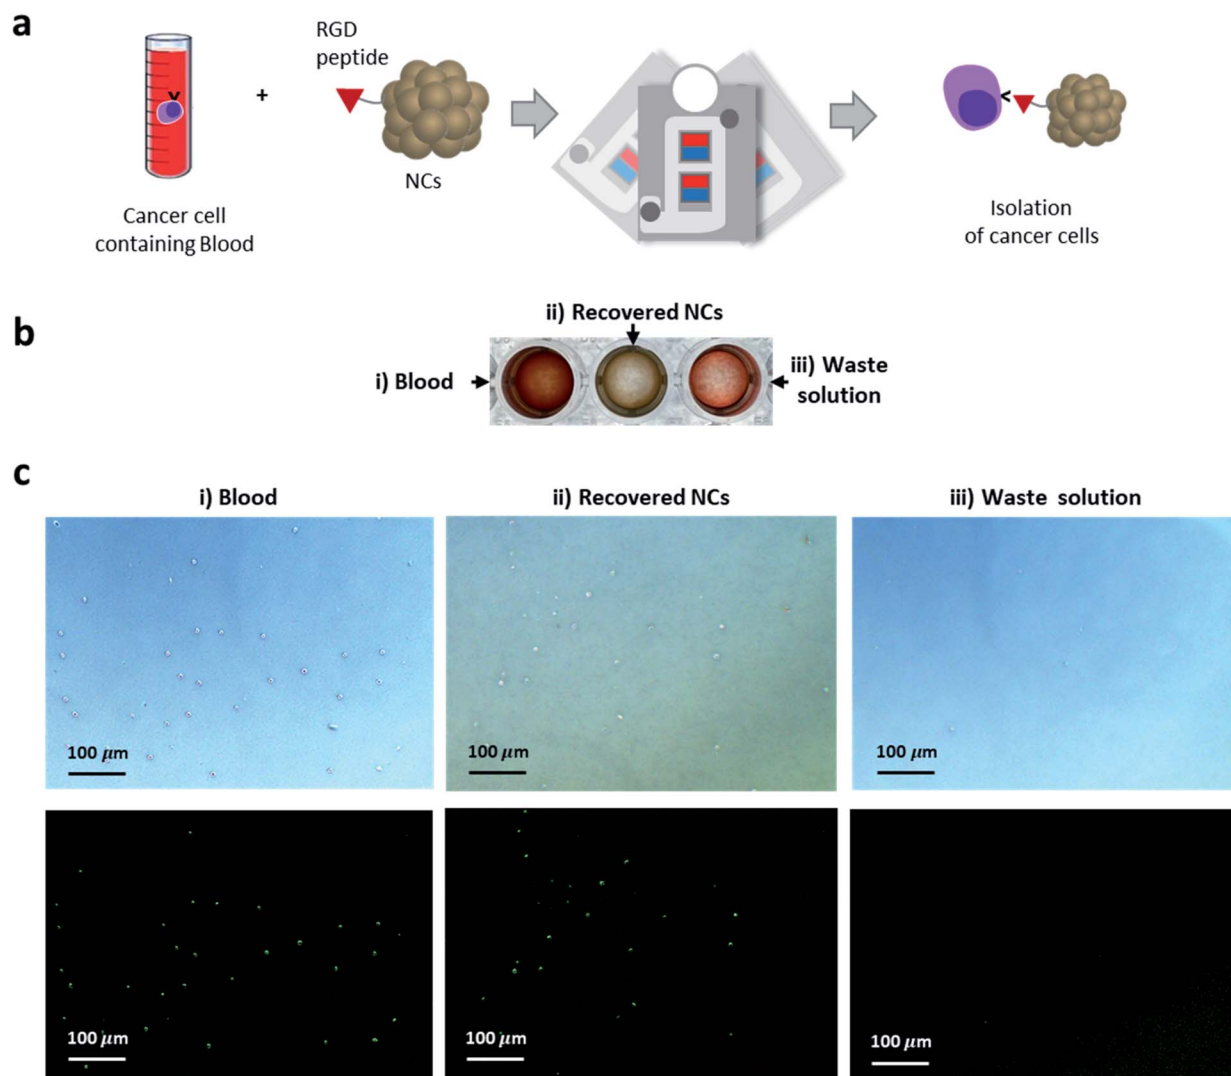 a
RGD
peptide
+
NCs
Cancer cell
containing Blood
Isolation
of cancer cells
b
ii) Recovered NCs
i) Blood
iii) Waste
solution
c
i) Blood
ii) Recovered NCs
iii) Waste solution
100 μm
100 μm
100 μm
100 μm
100 μm
100 μm